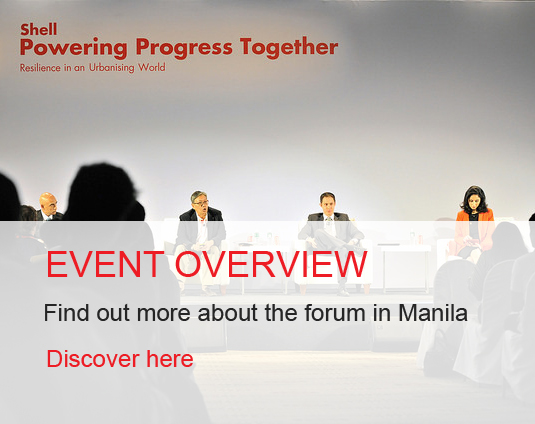 Shell
Powering Progress Together
Resilience in an Urbanising World
EVENT OVERVIEW
Find out more about the forum in Manila
Discover here